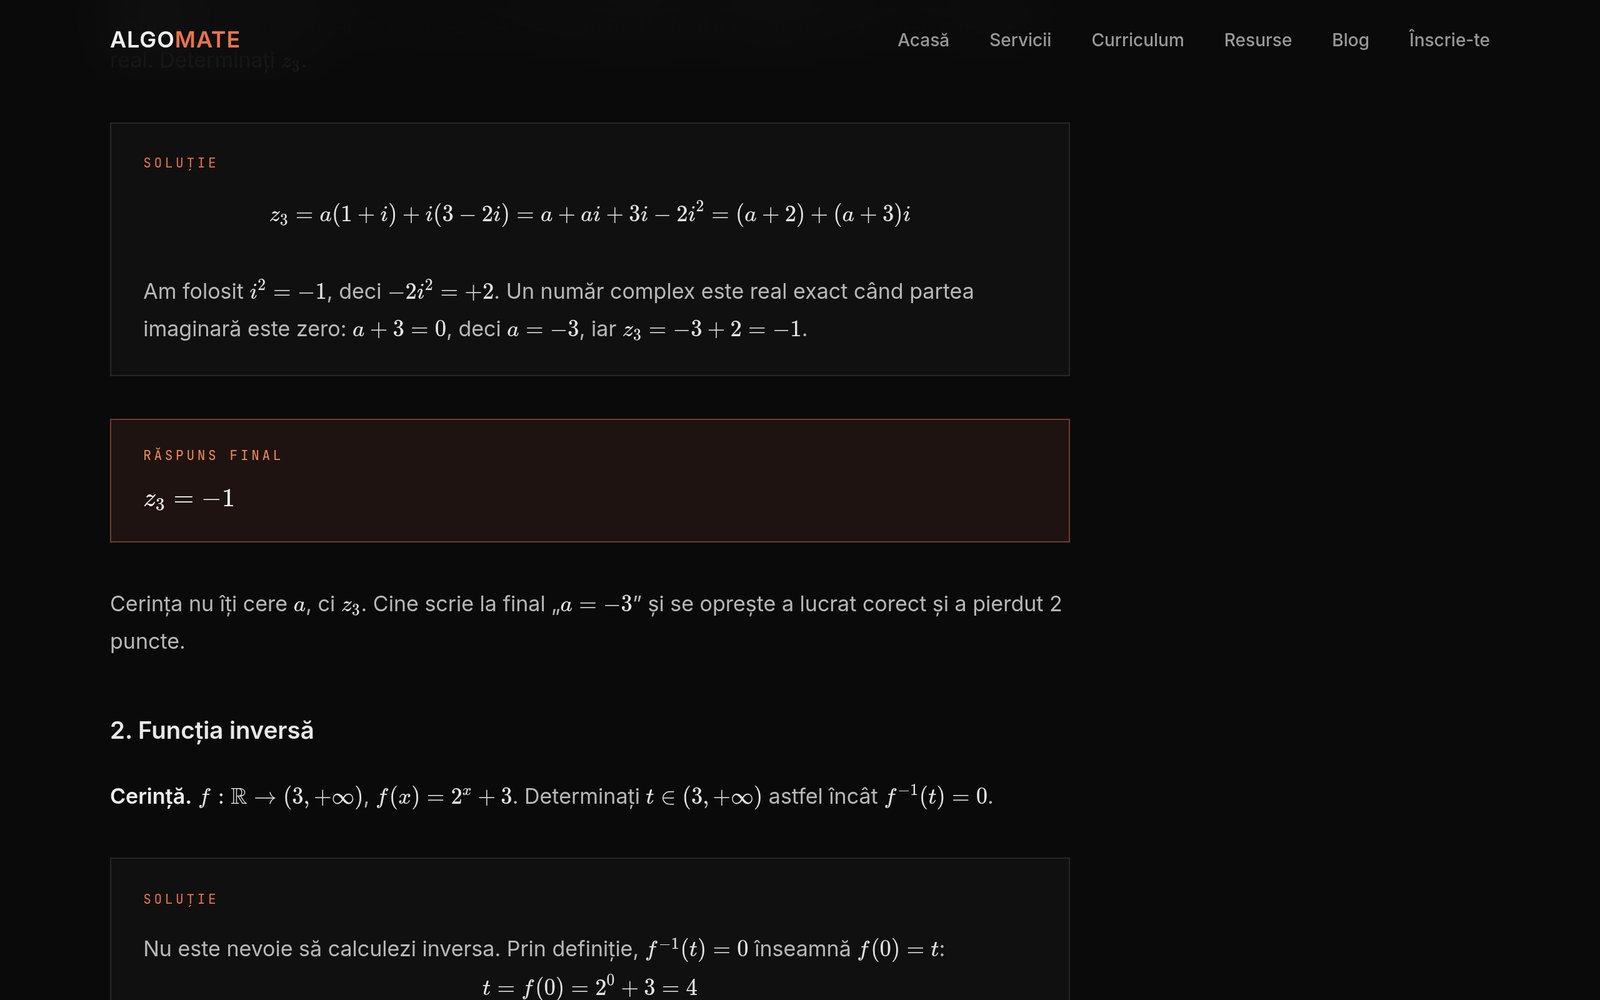 ALGOMATE
Acasă Servicii Curriculum Resurse Blog Înscrie-te
real. Determinați z₃.
SOLUȚIE
z₃ = a(1 + i) + i(3 − 2i) = a + ai + 3i − 2i² = (a + 2) + (a + 3)i
Am folosit i² = −1, deci −2i² = +2. Un număr complex este real exact când partea
imaginară este zero: a + 3 = 0, deci a = −3, iar z₃ = −3 + 2 = −1.
RĂSPUNS FINAL
z₃ = −1
Cerința nu îți cere a, ci z₃. Cine scrie la final „a = −3” și se oprește a lucrat corect și a pierdut 2
puncte.
2. Funcția inversă
Cerință. f : ℝ → (3, +∞), f(x) = 2ˣ + 3. Determinați t ∈ (3, +∞) astfel încât f⁻¹(t) = 0.
SOLUȚIE
Nu este nevoie să calculezi inversa. Prin definiție, f⁻¹(t) = 0 înseamnă f(0) = t:
t = f(0) = 2⁰ + 3 = 4